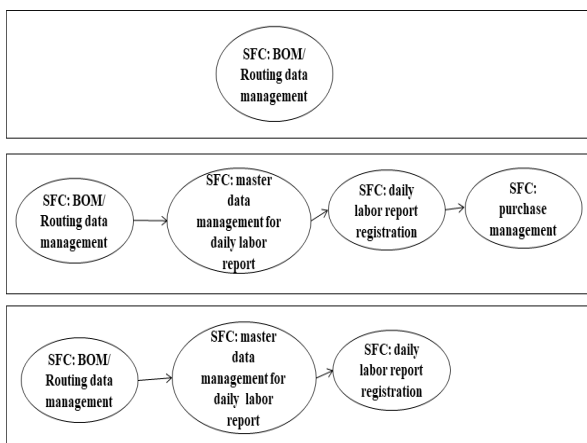 SFC: BOM/
Routing data
management
SFC: BOM/
Routing data
management
SFC: master
data
management for
daily labor
report
SFC: daily
labor report
registration
SFC:
purchase
management
SFC: BOM/
Routing data
management
SFC: master
data
management for
daily labor
report
SFC: daily
labor report
registration